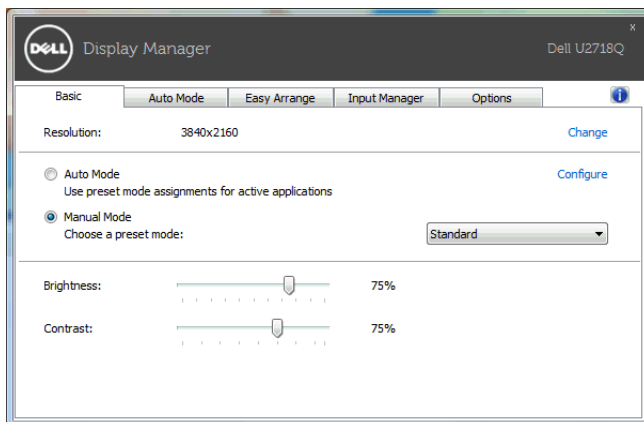 DELL
Display Manager
Dell U2718Q
x
Basic
Auto Mode
Easy Arrange
Input Manager
Options
i
Resolution: 3840x2160 Change
Auto Mode Configure
Use preset mode assignments for active applications
Manual Mode
Choose a preset mode: Standard
Brightness: 75%
Contrast: 75%